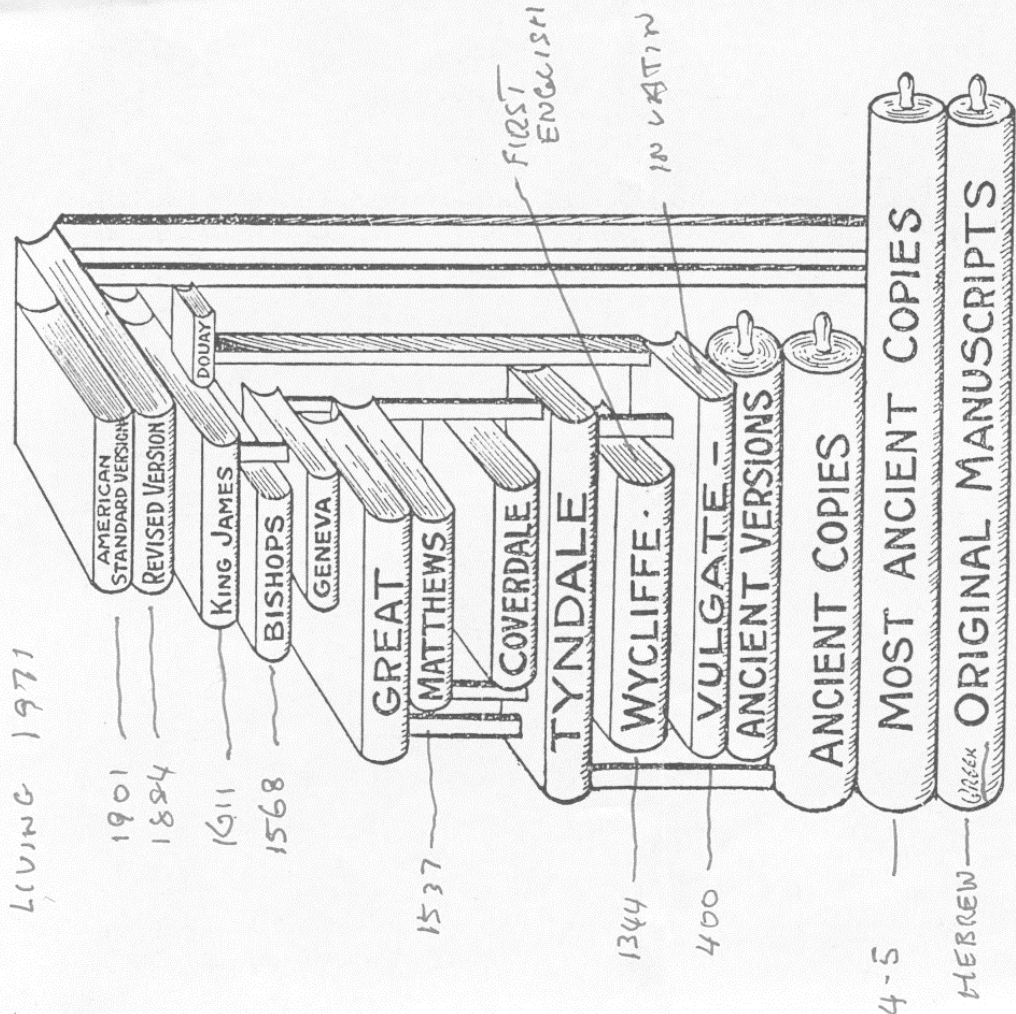 LIVING 1971
1901
1884
1611
1568
1537
1344
400
4-5
HEBREW
AMERICAN
STANDARD VERSION
REVISED VERSION
KING JAMES
BISHOPS
GENEVA
DOUAY
GREAT
MATTHEWS
COVERDALE
TYNDALE
WYCLIFFE.
VULGATE-
ANCIENT VERSIONS
ANCIENT COPIES
MOST ANCIENT COPIES
GREEK ORIGINAL MANUSCRIPTS
FIRST
ENGLISH
IN LATIN